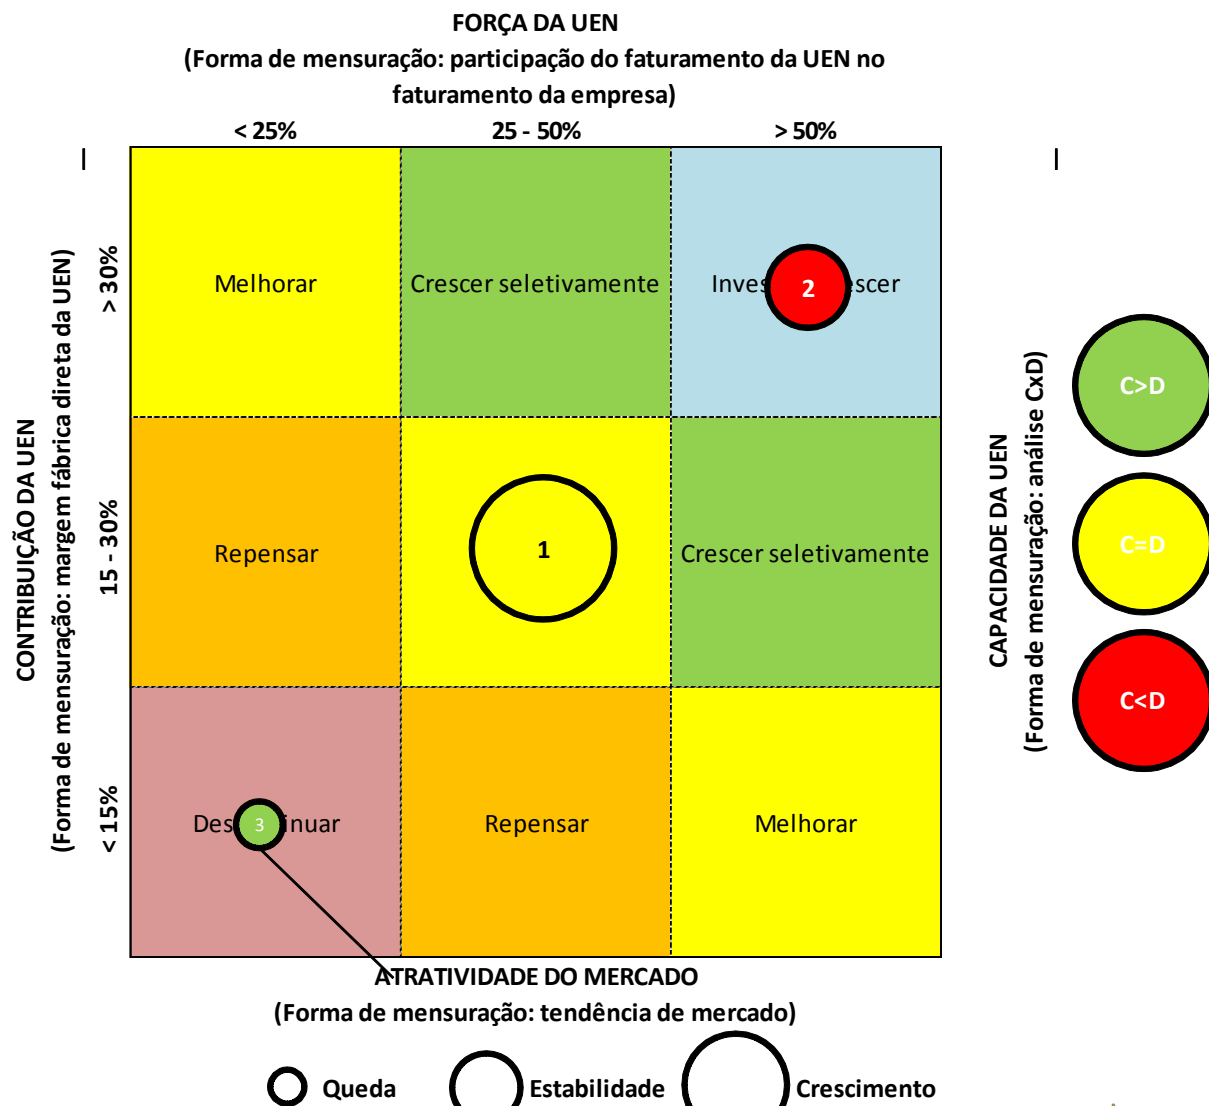 FORÇA DA UEN
(Forma de mensuração: participação do faturamento da UEN no
faturamento da empresa)
< 25%
25 - 50%
> 50%
CONTRIBUIÇÃO DA UEN
(Forma de mensuração: margem fábrica direta da UEN)
> 30%
15 - 30%
< 15%
Melhorar
Crescer seletivamente
2
Repensar
1
Crescer seletivamente
3
Repensar
Melhorar
CAPACIDADE DA UEN
(Forma de mensuração: análise CxD)
C>D
C=D
C<D
ATRATIVIDADE DO MERCADO
(Forma de mensuração: tendência de mercado)
Queda
Estabilidade
Crescimento